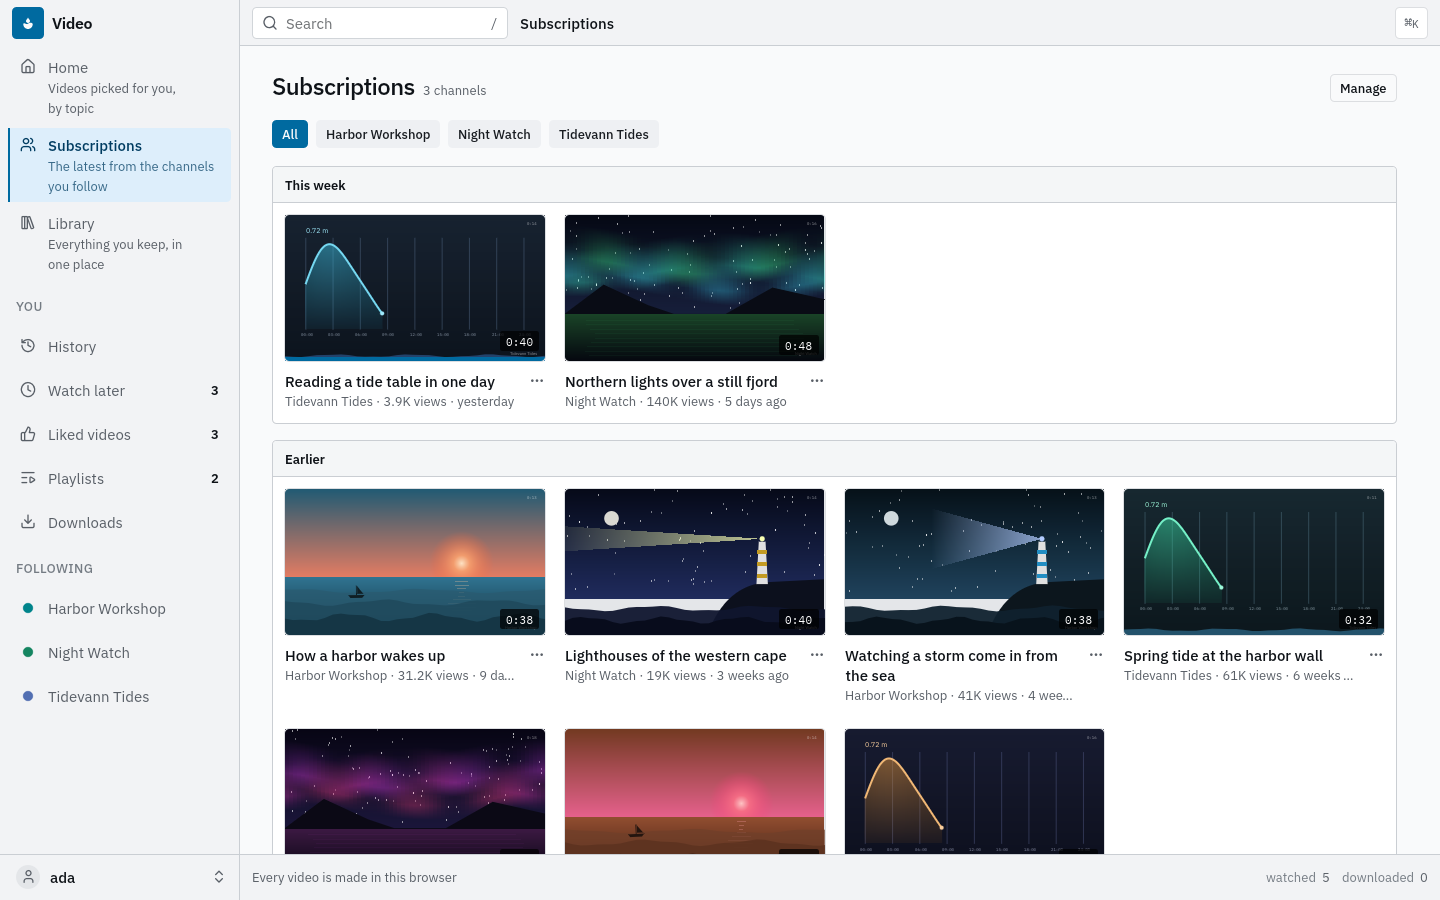 Video
Search /
Subscriptions
⌘K
Home
Videos picked for you,
by topic
Subscriptions
The latest from the channels
you follow
Library
Everything you keep, in
one place
YOU
History
Watch later 3
Liked videos 3
Playlists 2
Downloads
FOLLOWING
Harbor Workshop
Night Watch
Tidevann Tides
ada
Subscriptions 3 channels
Manage
All
Harbor Workshop
Night Watch
Tidevann Tides
This week
0.72 m
0:40
0:48
Reading a tide table in one day
Tidevann Tides · 3.9K views · yesterday
Northern lights over a still fjord
Night Watch · 140K views · 5 days ago
Earlier
0:38
0:40
0:38
0.72 m
0:32
How a harbor wakes up
Harbor Workshop · 31.2K views · 9 da…
Lighthouses of the western cape
Night Watch · 19K views · 3 weeks ago
Watching a storm come in from
the sea
Harbor Workshop · 41K views · 4 wee…
Spring tide at the harbor wall
Tidevann Tides · 61K views · 6 weeks …
0.72 m
Every video is made in this browser
watched 5 downloaded 0